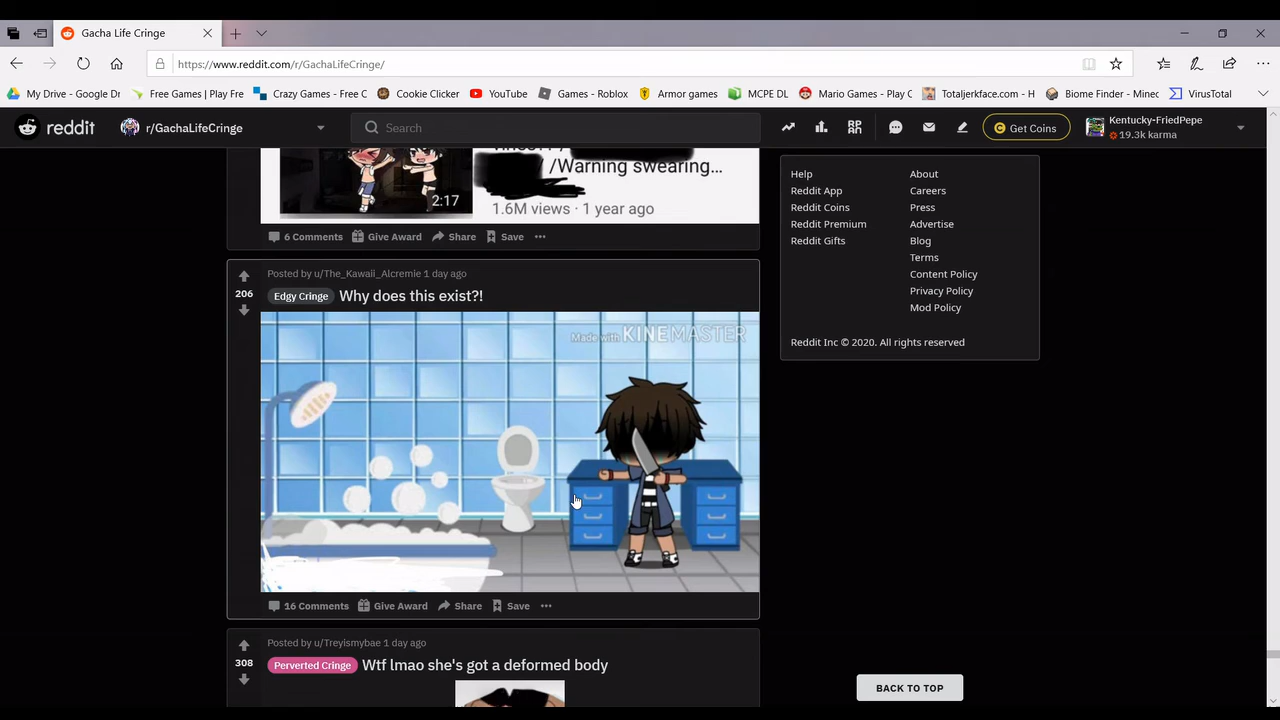 Gacha Life Cringe
https://www.reddit.com/r/GachaLifeCringe/
My Drive - Google Dr
Free Games | Play Fre
Crazy Games - Free C
Cookie Clicker
YouTube
Games - Roblox
Armor games
MCPE DL
Mario Games - Play C
Totaljerkface.com - H
Biome Finder - Minec
VirusTotal
reddit
r/GachaLifeCringe
Search
Get Coins
Kentucky-FriedPepe
19.3k karma
/Warning swearing...
2:17
1.6M views · 1 year ago
6 Comments Give Award Share Save
Help
About
Reddit App
Careers
Reddit Coins
Press
Reddit Premium
Advertise
Reddit Gifts
Blog
Terms
Content Policy
Privacy Policy
Mod Policy
Reddit Inc © 2020. All rights reserved
Posted by u/The_Kawaii_Alcremie 1 day ago
206
Edgy Cringe Why does this exist?!
Made with KINEMASTER
16 Comments Give Award Share Save
Posted by u/Treyismybae 1 day ago
308
Perverted Cringe Wtf lmao she's got a deformed body
BACK TO TOP